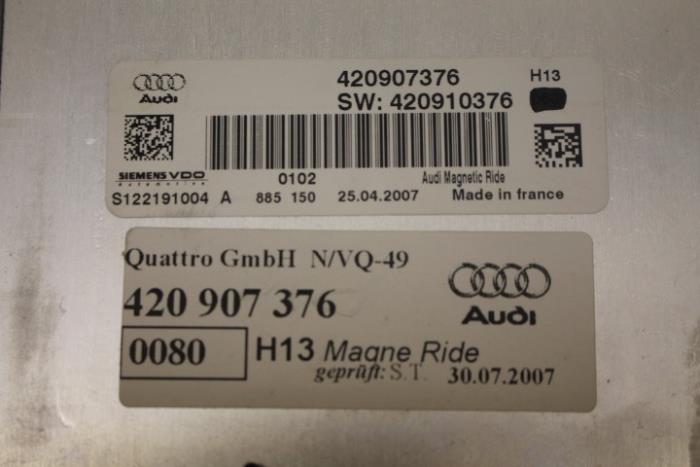 420907376 H13
Audi SW: 420910376
SIEMENS VDO 0102 Audi Magnetic Ride
Automotive
S122191004 A 885 150 25.04.2007 Made in france
Quattro GmbH N/VQ-49
420 907 376 Audi
0080 H13 Magne Ride
geprüft: S.T. 30.07.2007